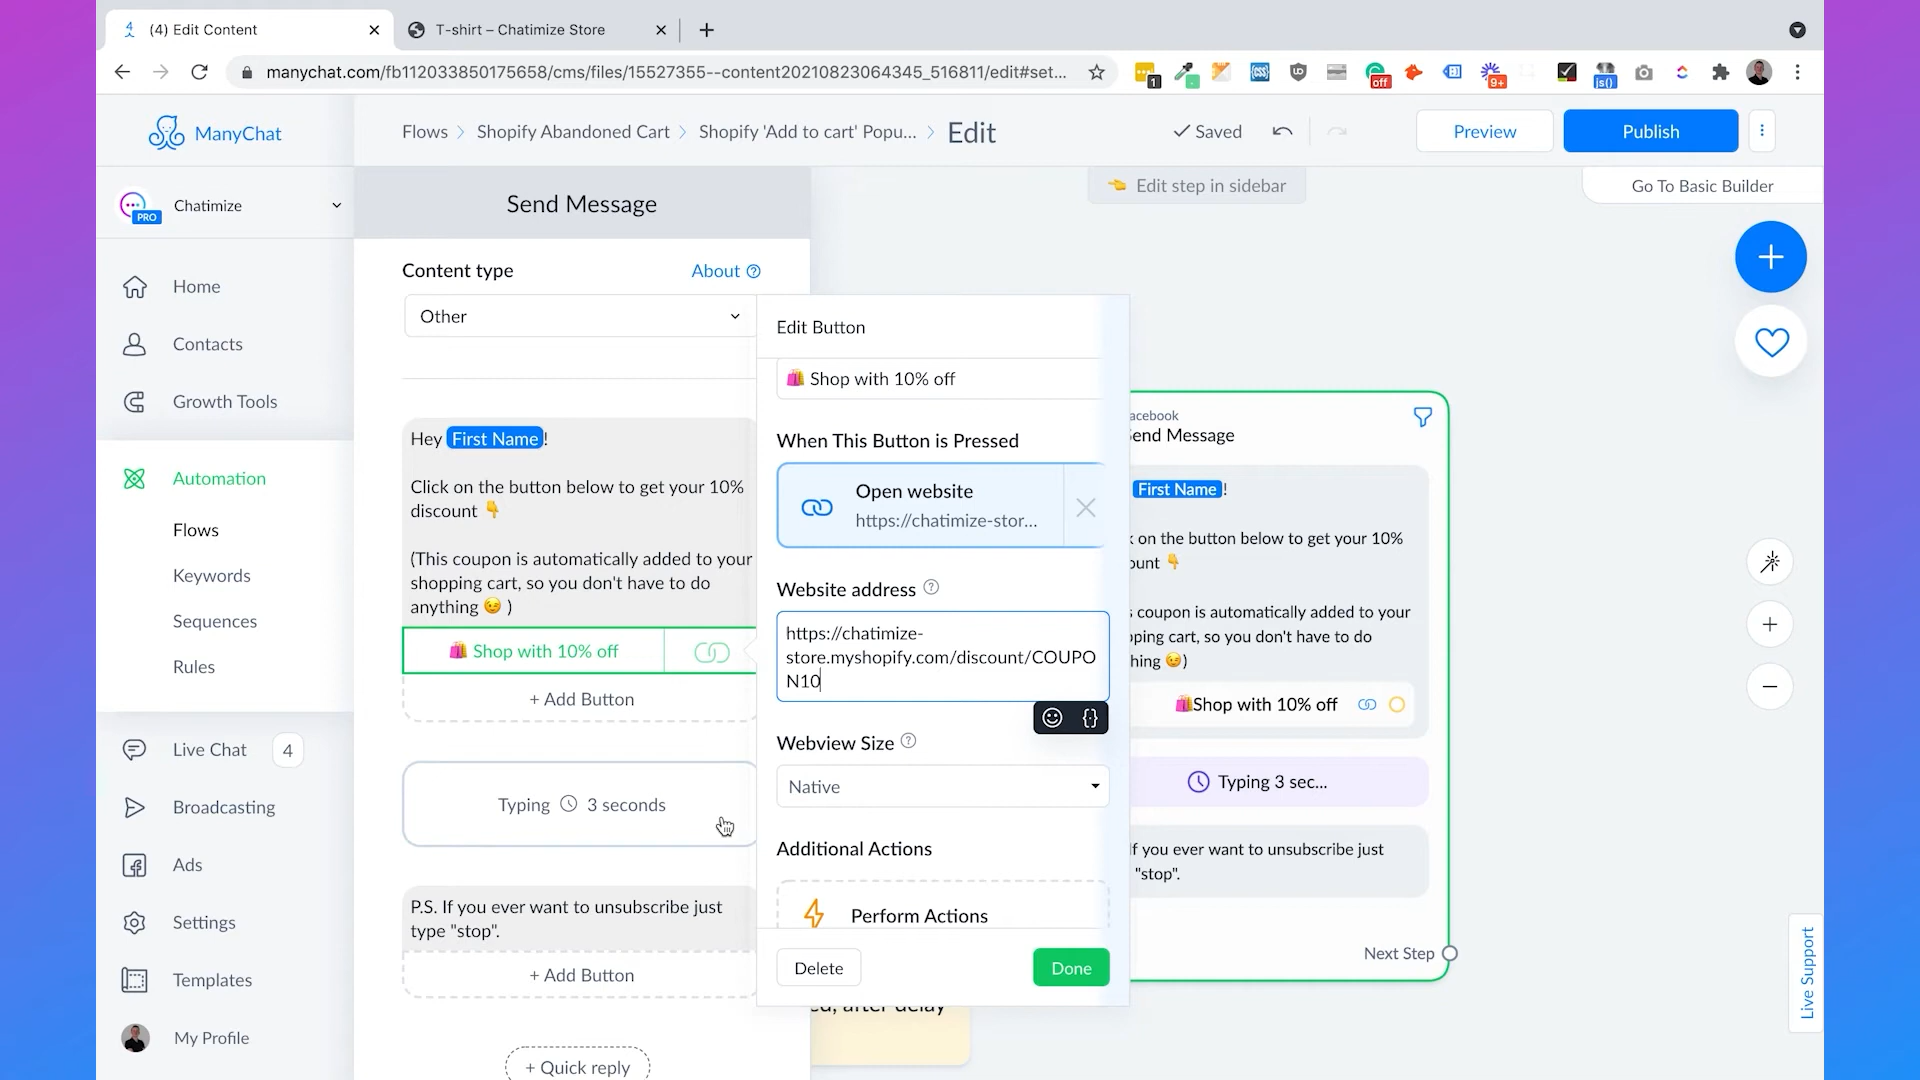 (4) Edit Content
T-shirt – Chatimize Store
manychat.com/fb112033850175658/cms/files/15527355--content20210823064345_516811/edit#set...
1
off
9+
js()
ManyChat
Flows
Shopify Abandoned Cart
Shopify 'Add to cart' Popu...
Edit
Saved
Preview
Publish
PRO
Chatimize
Home
Contacts
Growth Tools
Automation
Flows
Keywords
Sequences
Rules
Live Chat
4
Broadcasting
Ads
Settings
Templates
My Profile
Send Message
Content type
About
Other
Hey First Name!
Click on the button below to get your 10%
discount 👇
(This coupon is automatically added to your
shopping cart, so you don't have to do
anything 😉 )
🛍️ Shop with 10% off
+ Add Button
Typing 3 seconds
P.S. If you ever want to unsubscribe just
type "stop".
+ Add Button
+ Quick reply
Edit Button
🛍️ Shop with 10% off
When This Button is Pressed
Open website
https://chatimize-stor...
Website address
https://chatimize-
store.myshopify.com/discount/COUPO
N10
Webview Size
Native
Additional Actions
Perform Actions
Delete
Done
👈 Edit step in sidebar
Go To Basic Builder
acebook
Send Message
First Name!
on the button below to get your 10%
ount 👇
coupon is automatically added to your
pping cart, so you don't have to do
hing 😉)
🛍️Shop with 10% off
Typing 3 sec...
If you ever want to unsubscribe just
"stop".
Next Step
ed, after delay
Live Support